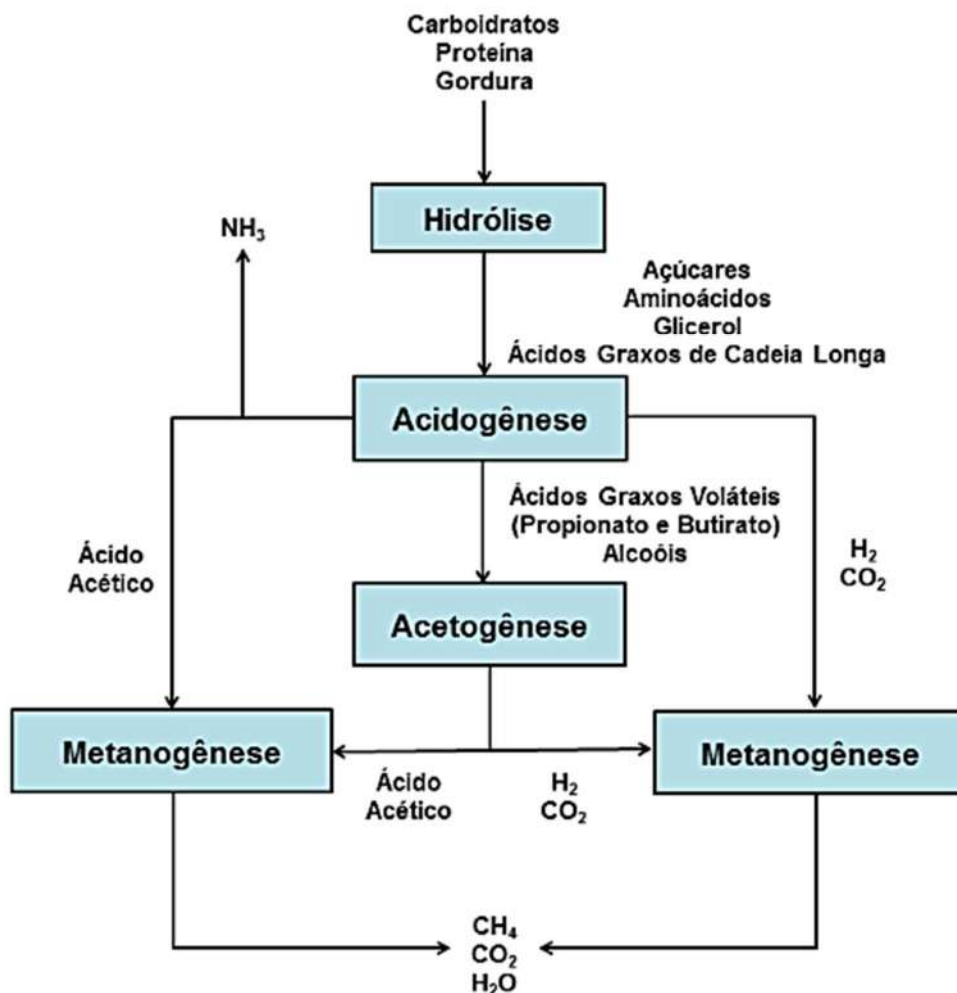 Carboidratos
Proteína
Gordura
Hidrólise
NH₃
Açúcares
Aminoácidos
Glicerol
Ácidos Graxos de Cadeia Longa
Acidogênese
Ácidos Graxos Voláteis
(Propionato e Butirato)
Alcoóis
Ácido
Acético
H₂
CO₂
Acetogênese
Metanogênese
Metanogênese
Ácido
Acético
H₂
CO₂
CH₄
CO₂
H₂O